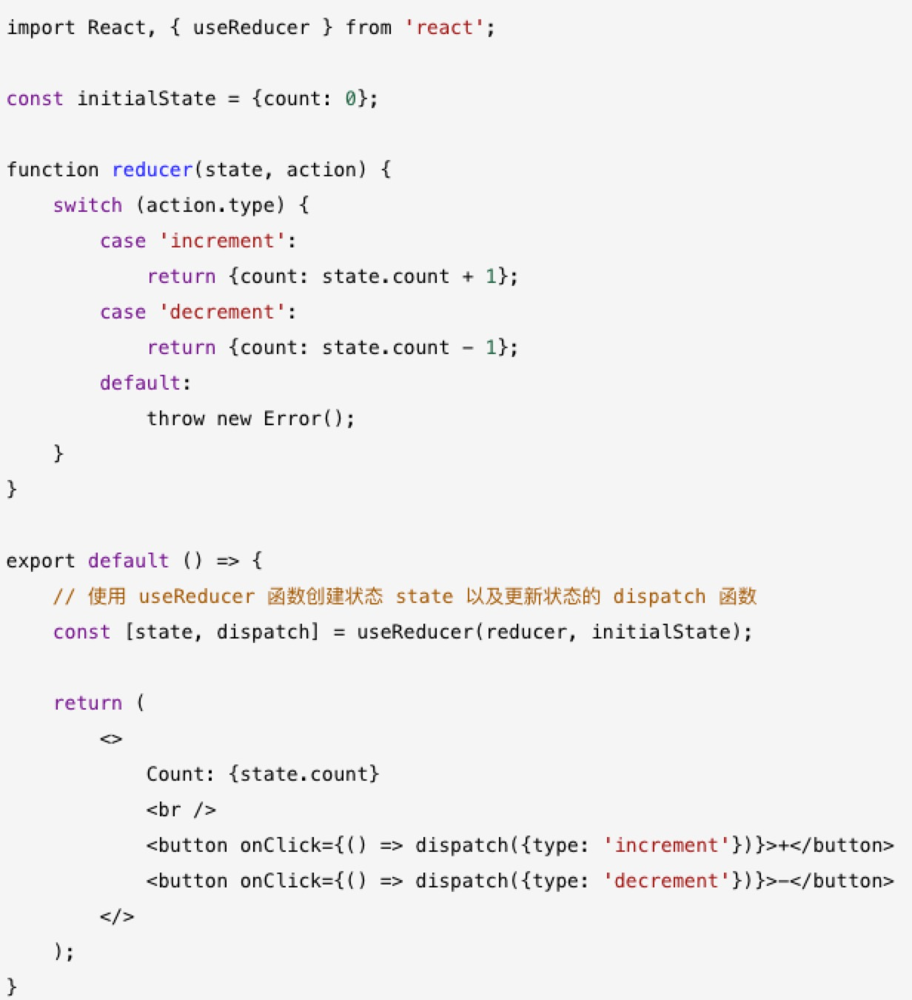 import React, { useReducer } from 'react';
const initialState = {count: 0};
function reducer(state, action) {
    switch (action.type) {
        case 'increment':
            return {count: state.count + 1};
        case 'decrement':
            return {count: state.count - 1};
        default:
            throw new Error();
    }
}
export default () => {
    // 使用 useReducer 函数创建状态 state 以及更新状态的 dispatch 函数
    const [state, dispatch] = useReducer(reducer, initialState);
    return (
        <>
            Count: {state.count}
            <br />
            <button onClick={() => dispatch({type: 'increment'})}>+</button>
            <button onClick={() => dispatch({type: 'decrement'})}>-</button>
        </>
    );
}